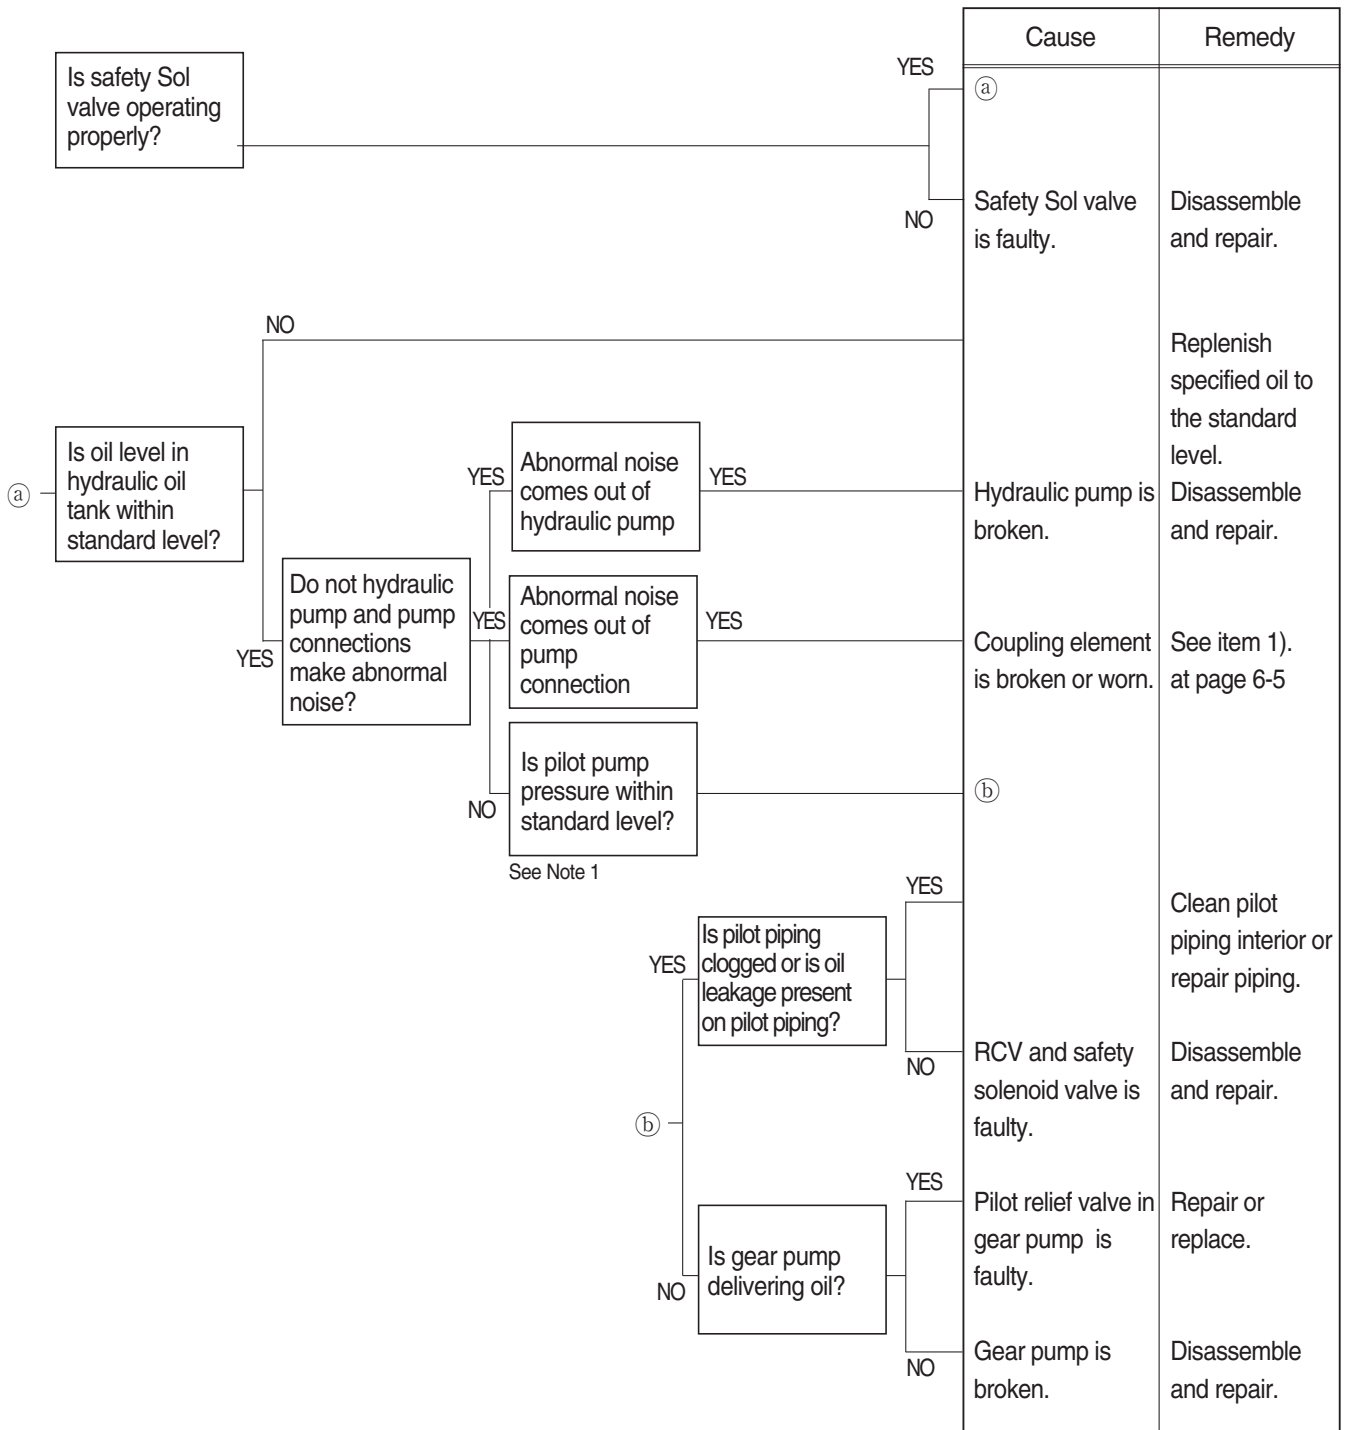 Cause
Remedy
YES
ⓐ
Is safety Sol
valve operating
properly?
NO
Safety Sol valve
is faulty.
Disassemble
and repair.
NO
Replenish
specified oil to
the standard
level.
ⓐ
Is oil level in
hydraulic oil
tank within
standard level?
YES
Do not hydraulic
pump and pump
connections
make abnormal
noise?
YES
Abnormal noise
comes out of
hydraulic pump
YES
Hydraulic pump is
broken.
Disassemble
and repair.
YES
Abnormal noise
comes out of
pump
connection
YES
Coupling element
is broken or worn.
See item 1).
at page 6-5
NO
Is pilot pump
pressure within
standard level?
ⓑ
See Note 1
YES
Is pilot piping
clogged or is oil
leakage present
on pilot piping?
YES
Clean pilot
piping interior or
repair piping.
NO
RCV and safety
solenoid valve is
faulty.
Disassemble
and repair.
ⓑ
NO
Is gear pump
delivering oil?
YES
Pilot relief valve in
gear pump is
faulty.
Repair or
replace.
NO
Gear pump is
broken.
Disassemble
and repair.